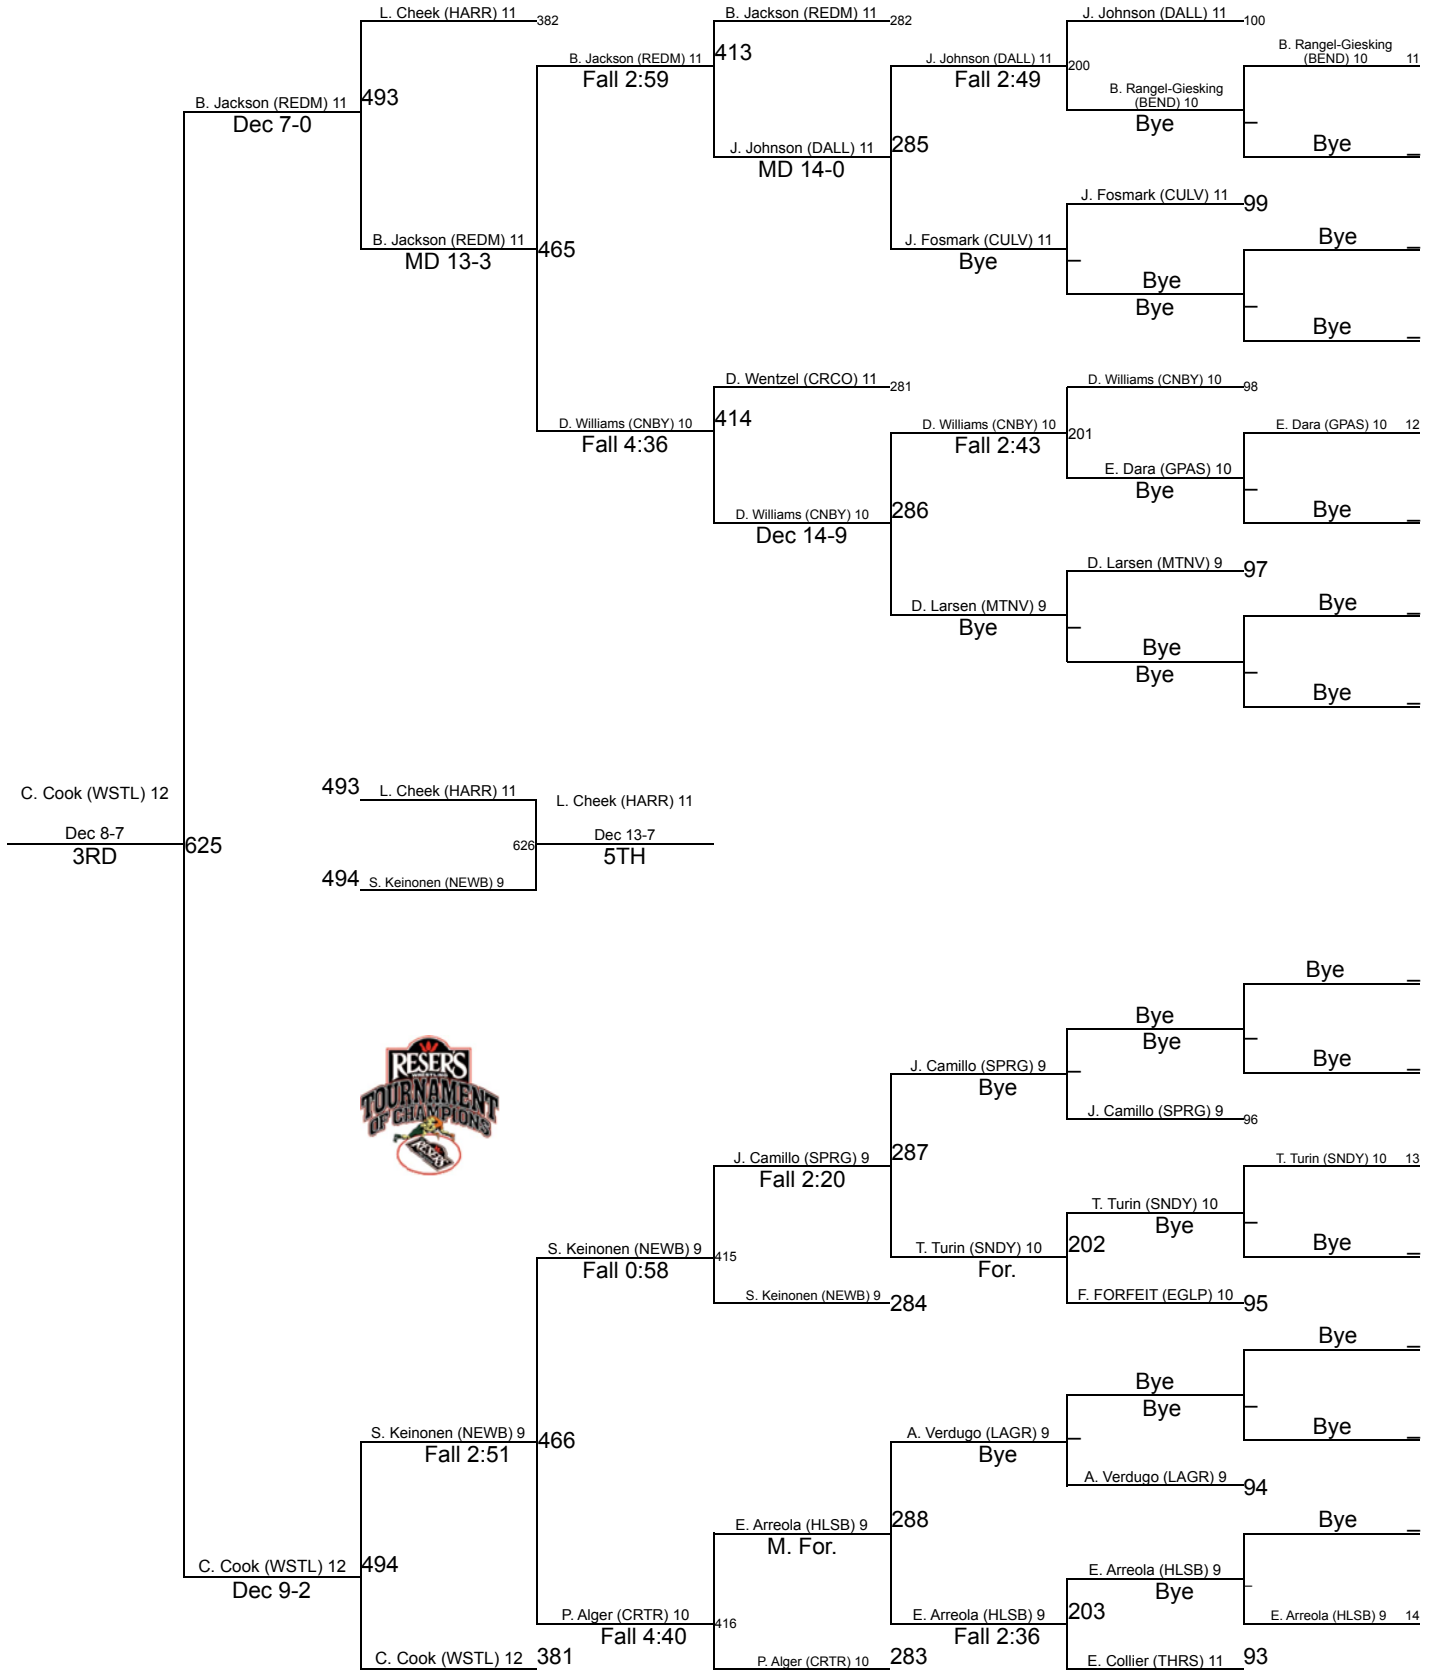 L. Cheek (HARR) 11
382
B. Jackson (REDM) 11
282
J. Johnson (DALL) 11
100
B. Rangel-Giesking
(BEND) 10
11
413
B. Jackson (REDM) 11
Fall 2:59
J. Johnson (DALL) 11
Fall 2:49
200
B. Rangel-Giesking
(BEND) 10
Bye
_
B. Jackson (REDM) 11
Dec 7-0
493
J. Johnson (DALL) 11
MD 14-0
285
Bye _
J. Fosmark (CULV) 11
99
B. Jackson (REDM) 11
MD 13-3
465
J. Fosmark (CULV) 11
Bye
_
Bye _
Bye
Bye
_
Bye _
D. Wentzel (CRCO) 11
281
D. Williams (CNBY) 10
98
D. Williams (CNBY) 10
Fall 4:36
414
D. Williams (CNBY) 10
Fall 2:43
201
E. Dara (GPAS) 10 12
E. Dara (GPAS) 10
Bye
_
D. Williams (CNBY) 10
Dec 14-9
286
Bye _
D. Larsen (MTNV) 9
97
D. Larsen (MTNV) 9
Bye
_
Bye _
Bye
Bye
_
Bye _
C. Cook (WSTL) 12
Dec 8-7
3RD
625
493
L. Cheek (HARR) 11
L. Cheek (HARR) 11
626
Dec 13-7
5TH
494
S. Keinonen (NEWB) 9
Bye _
Bye
Bye
_
RESER'S
TOURNAMENT
OF CHAMPIONS
RESER'S
J. Camillo (SPRG) 9
Bye
_
Bye _
J. Camillo (SPRG) 9
96
J. Camillo (SPRG) 9
Fall 2:20
287
T. Turin (SNDY) 10 13
T. Turin (SNDY) 10
Bye
_
S. Keinonen (NEWB) 9
Fall 0:58
415
T. Turin (SNDY) 10
For.
202
Bye _
S. Keinonen (NEWB) 9
284
F. FORFEIT (EGLP) 10
95
Bye _
Bye
Bye
_
S. Keinonen (NEWB) 9
Fall 2:51
466
A. Verdugo (LAGR) 9
Bye
_
Bye _
A. Verdugo (LAGR) 9
94
E. Arreola (HLSB) 9
M. For.
288
Bye _
C. Cook (WSTL) 12
Dec 9-2
494
E. Arreola (HLSB) 9
Bye
_
P. Alger (CRTR) 10
Fall 4:40
416
E. Arreola (HLSB) 9
Fall 2:36
203
E. Arreola (HLSB) 9 14
C. Cook (WSTL) 12
381
P. Alger (CRTR) 10
283
E. Collier (THRS) 11
93